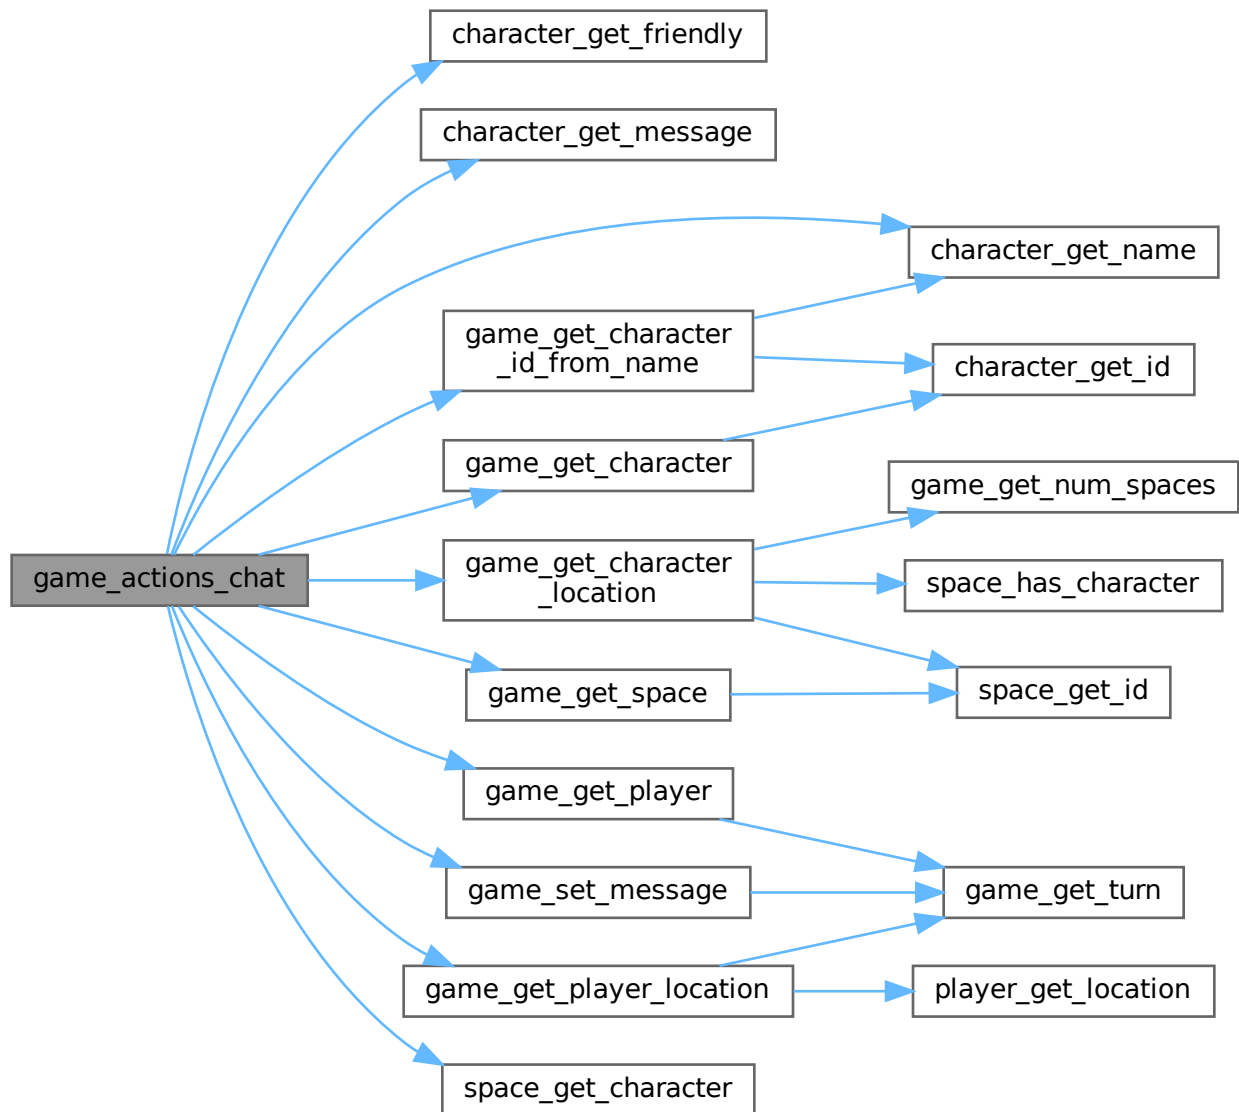 character_get_friendly
character_get_message
character_get_name
game_get_character
_id_from_name
character_get_id
game_get_character
game_get_num_spaces
game_get_character
_location
space_has_character
game_actions_chat
game_get_space
space_get_id
game_get_player
game_set_message
game_get_turn
game_get_player_location
player_get_location
space_get_character